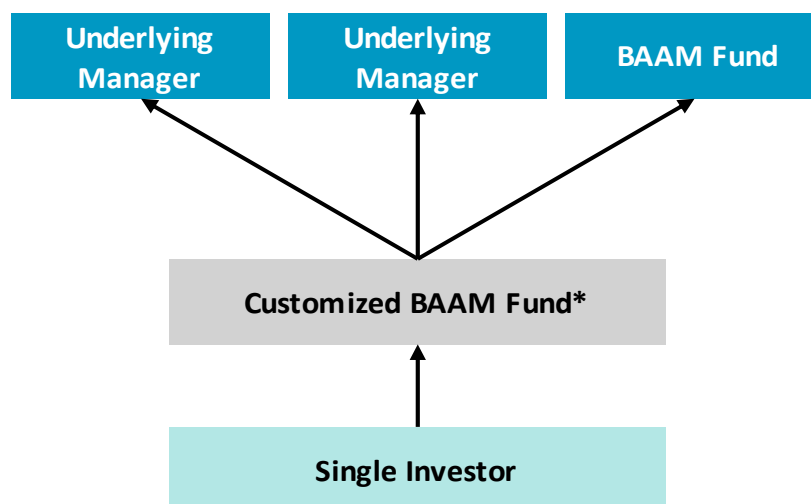 Underlying
Manager
Underlying
Manager
BAAM Fund
Customized BAAM Fund*
Single Investor